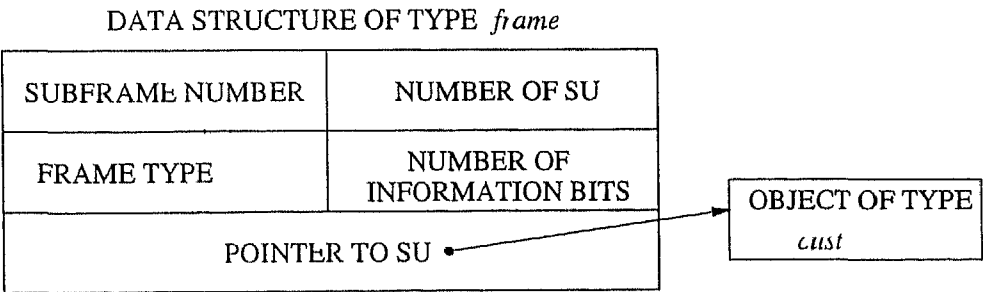 DATA STRUCTURE OF TYPE frame
SUBFRAME NUMBER
NUMBER OF SU
FRAME TYPE
NUMBER OF
INFORMATION BITS
POINTER TO SU
OBJECT OF TYPE
cust